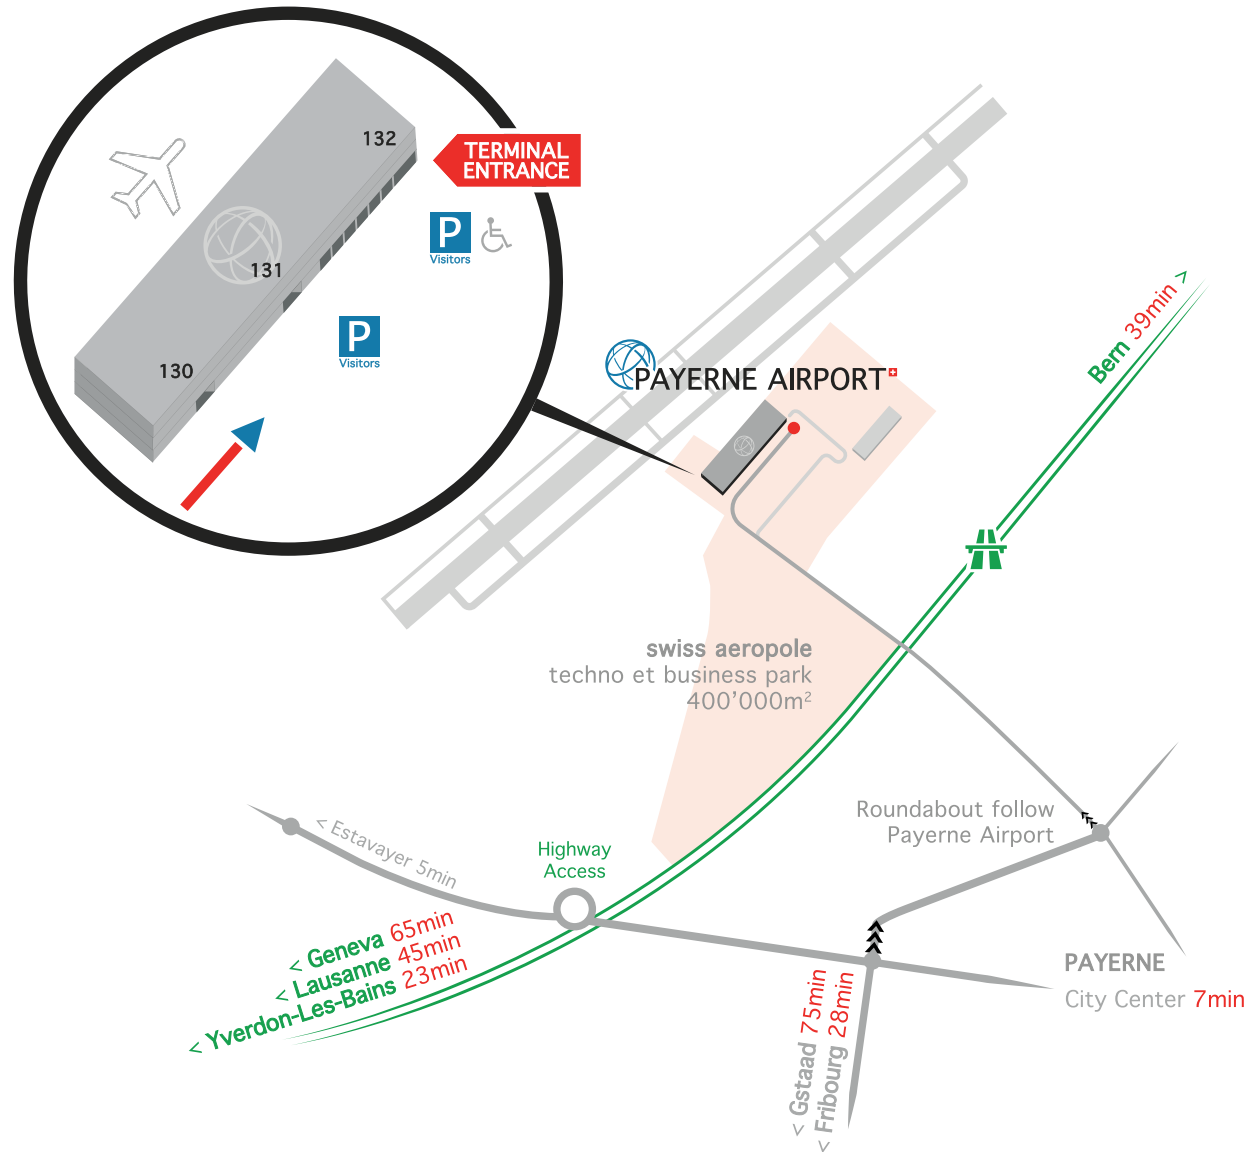 132
TERMINAL
ENTRANCE
P
Visitors
131
P
Visitors
130
PAYERNE AIRPORT
Bern 39min >
swiss aeropole
techno et business park
400’000m²
Roundabout follow
Payerne Airport
< Estavayer 5min
Highway
Access
< Geneva 65min
< Lausanne 45min
< Yverdon-Les-Bains 23min
< Gstaad 75min
< Fribourg 28min
PAYERNE
City Center 7min